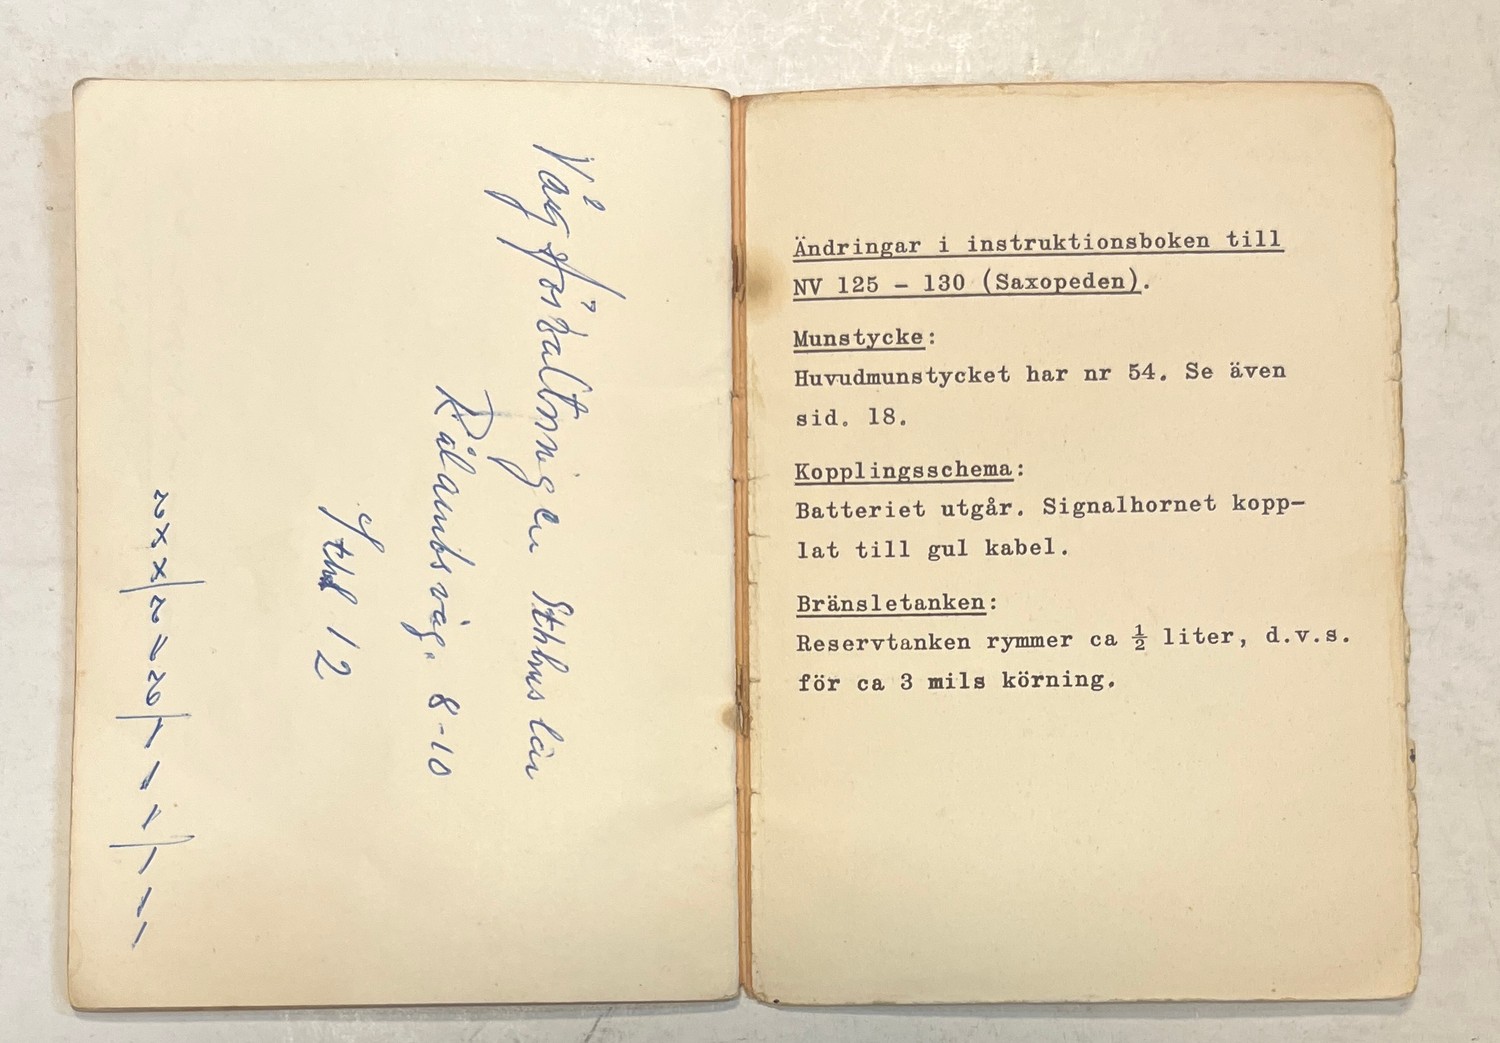 Vägförvaltningen Sthlms län
Rålambsväg. 8-10
Sthl 12
Ändringar i instruktionsboken till
NV 125 - 130 (Saxopeden).
Munstycke:
Huvudmunstycket har nr 54. Se även
sid. 18.
Kopplingsschema:
Batteriet utgår. Signalhornet kopp-
lat till gul kabel.
Bränsletanken:
Reservtanken rymmer ca ½ liter, d.v.s.
för ca 3 mils körning.